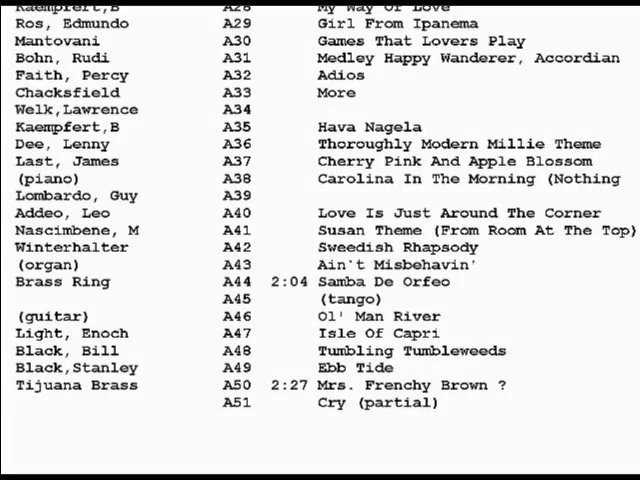 Kaempfert,B A28 My Way Of Love
Ros, Edmundo A29 Girl From Ipanema
Mantovani A30 Games That Lovers Play
Bohn, Rudi A31 Medley Happy Wanderer, Accordian
Faith, Percy A32 Adios
Chacksfield A33 More
Welk,Lawrence A34
Kaempfert,B A35 Hava Nagela
Dee, Lenny A36 Thoroughly Modern Millie Theme
Last, James A37 Cherry Pink And Apple Blossom
(piano) A38 Carolina In The Morning (Nothing
Lombardo, Guy A39
Addeo, Leo A40 Love Is Just Around The Corner
Nascimbene, M A41 Susan Theme (From Room At The Top)
Winterhalter A42 Sweedish Rhapsody
(organ) A43 Ain't Misbehavin'
Brass Ring A44 2:04 Samba De Orfeo
A45 (tango)
(guitar) A46 Ol' Man River
Light, Enoch A47 Isle Of Capri
Black, Bill A48 Tumbling Tumbleweeds
Black,Stanley A49 Ebb Tide
Tijuana Brass A50 2:27 Mrs. Frenchy Brown ?
A51 Cry (partial)